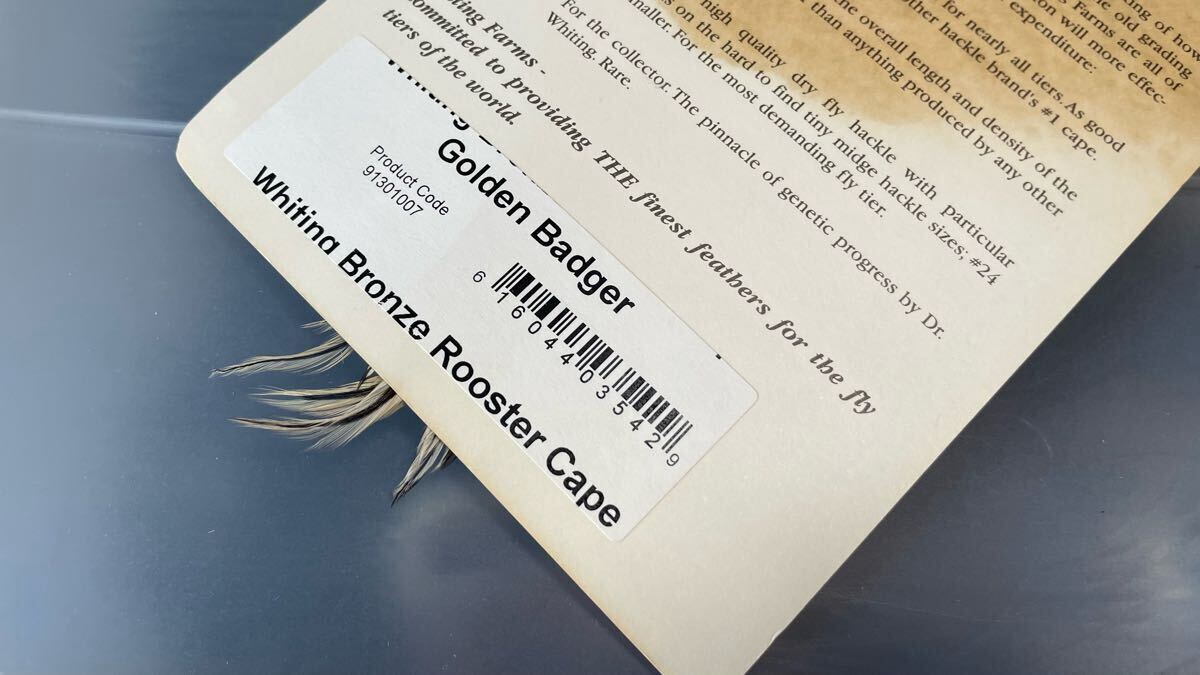 of how
old grading
Farms are all of
will more effec-
expenditure:
for nearly all tiers. As good
other hackle brand's #1 cape.
overall length and density of the
than anything produced by any other
high quality dry fly hackle with particular
on the hard to find tiny midge hackle sizes; #24
smaller. For the most demanding fly tier.
For the collector. The pinnacle of genetic progress by Dr.
Whiting. Rare.
Farms -
committed to providing THE finest feathers for the fly
tiers of the world.
Golden Badger
Product Code
91301007
6 16044 03542 9
Whiting Bronze Rooster Cape